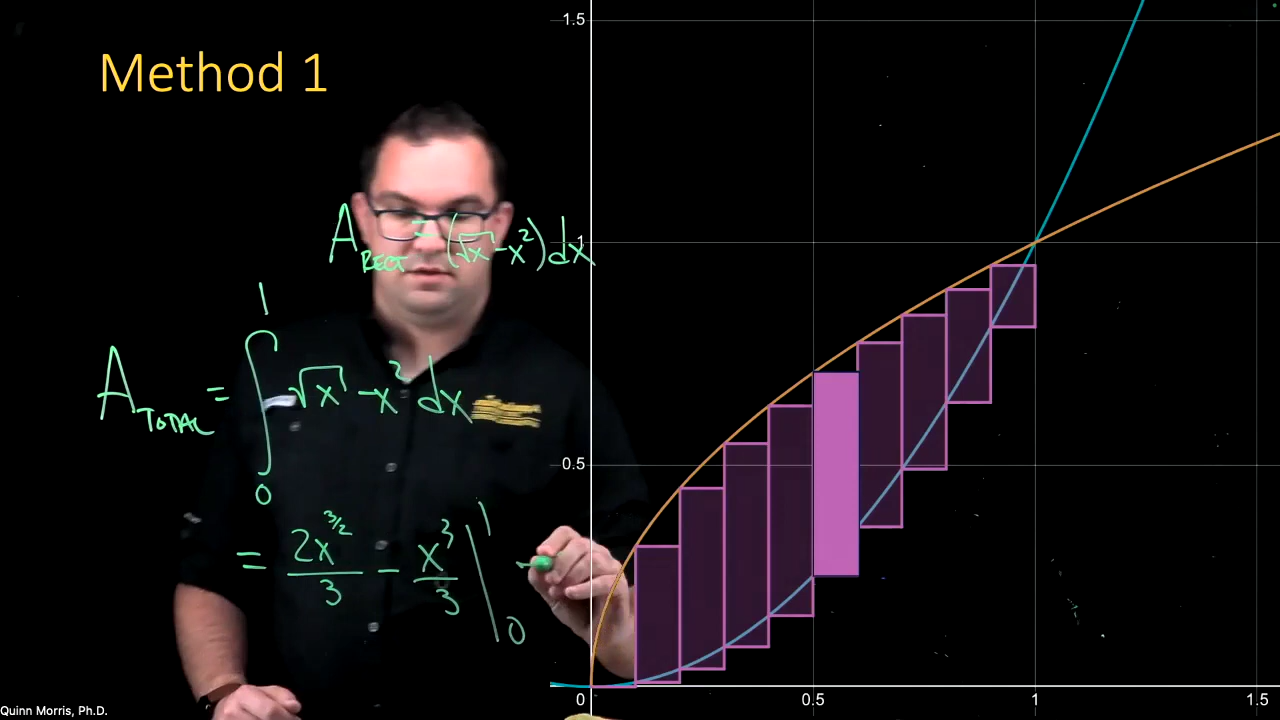 Method 1
A_RECT = (√x - x²)dx
A_TOTAL = ∫₀¹ √x - x² dx
= 2x^(3/2)/3 - x³/3 |₀¹ -
1.5
1
0.5
0 0.5 1 1.5
Quinn Morris, Ph.D.